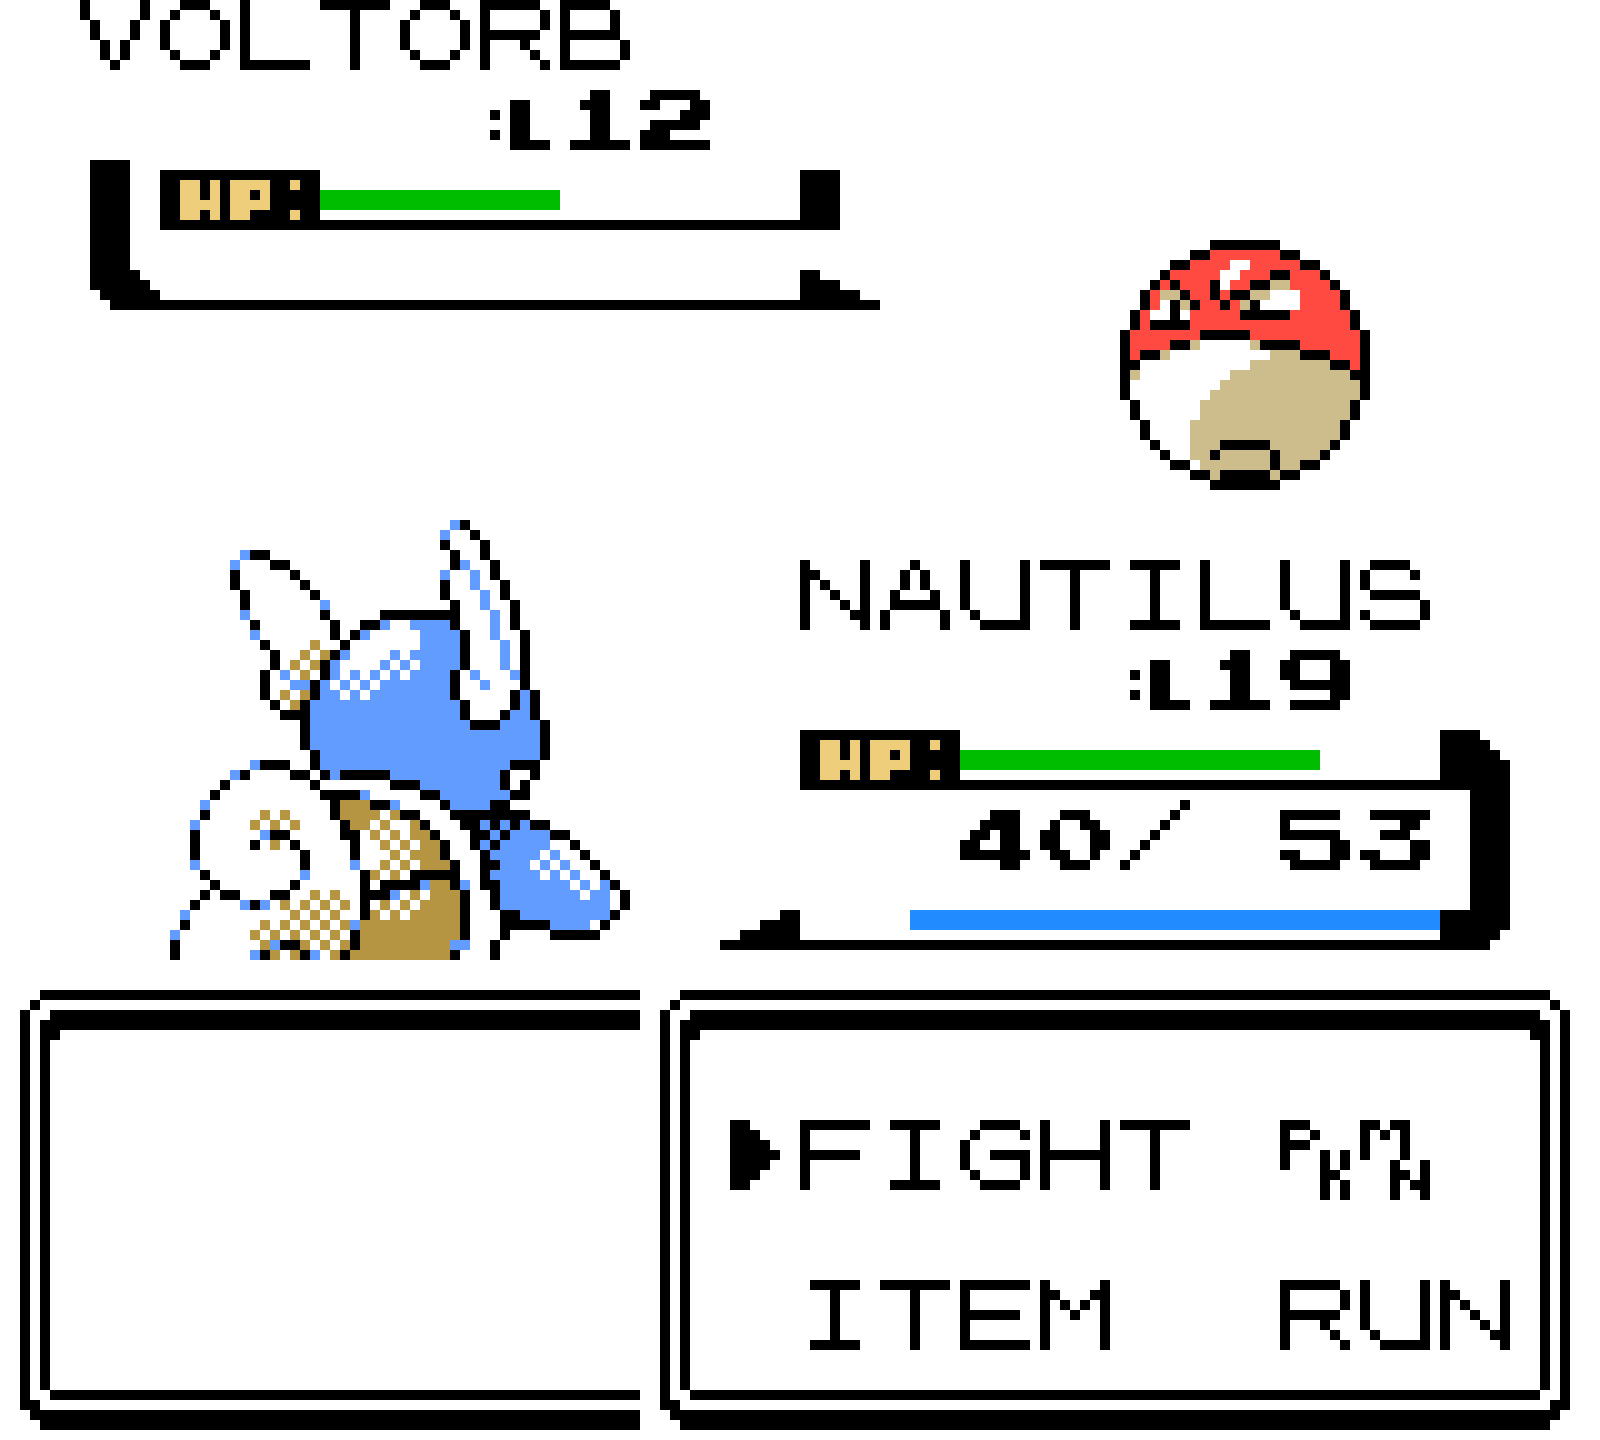 VOLTORB
:L12
HP:
NAUTILUS
:L19
HP:
40/ 53
▶FIGHT PKMN
ITEM RUN